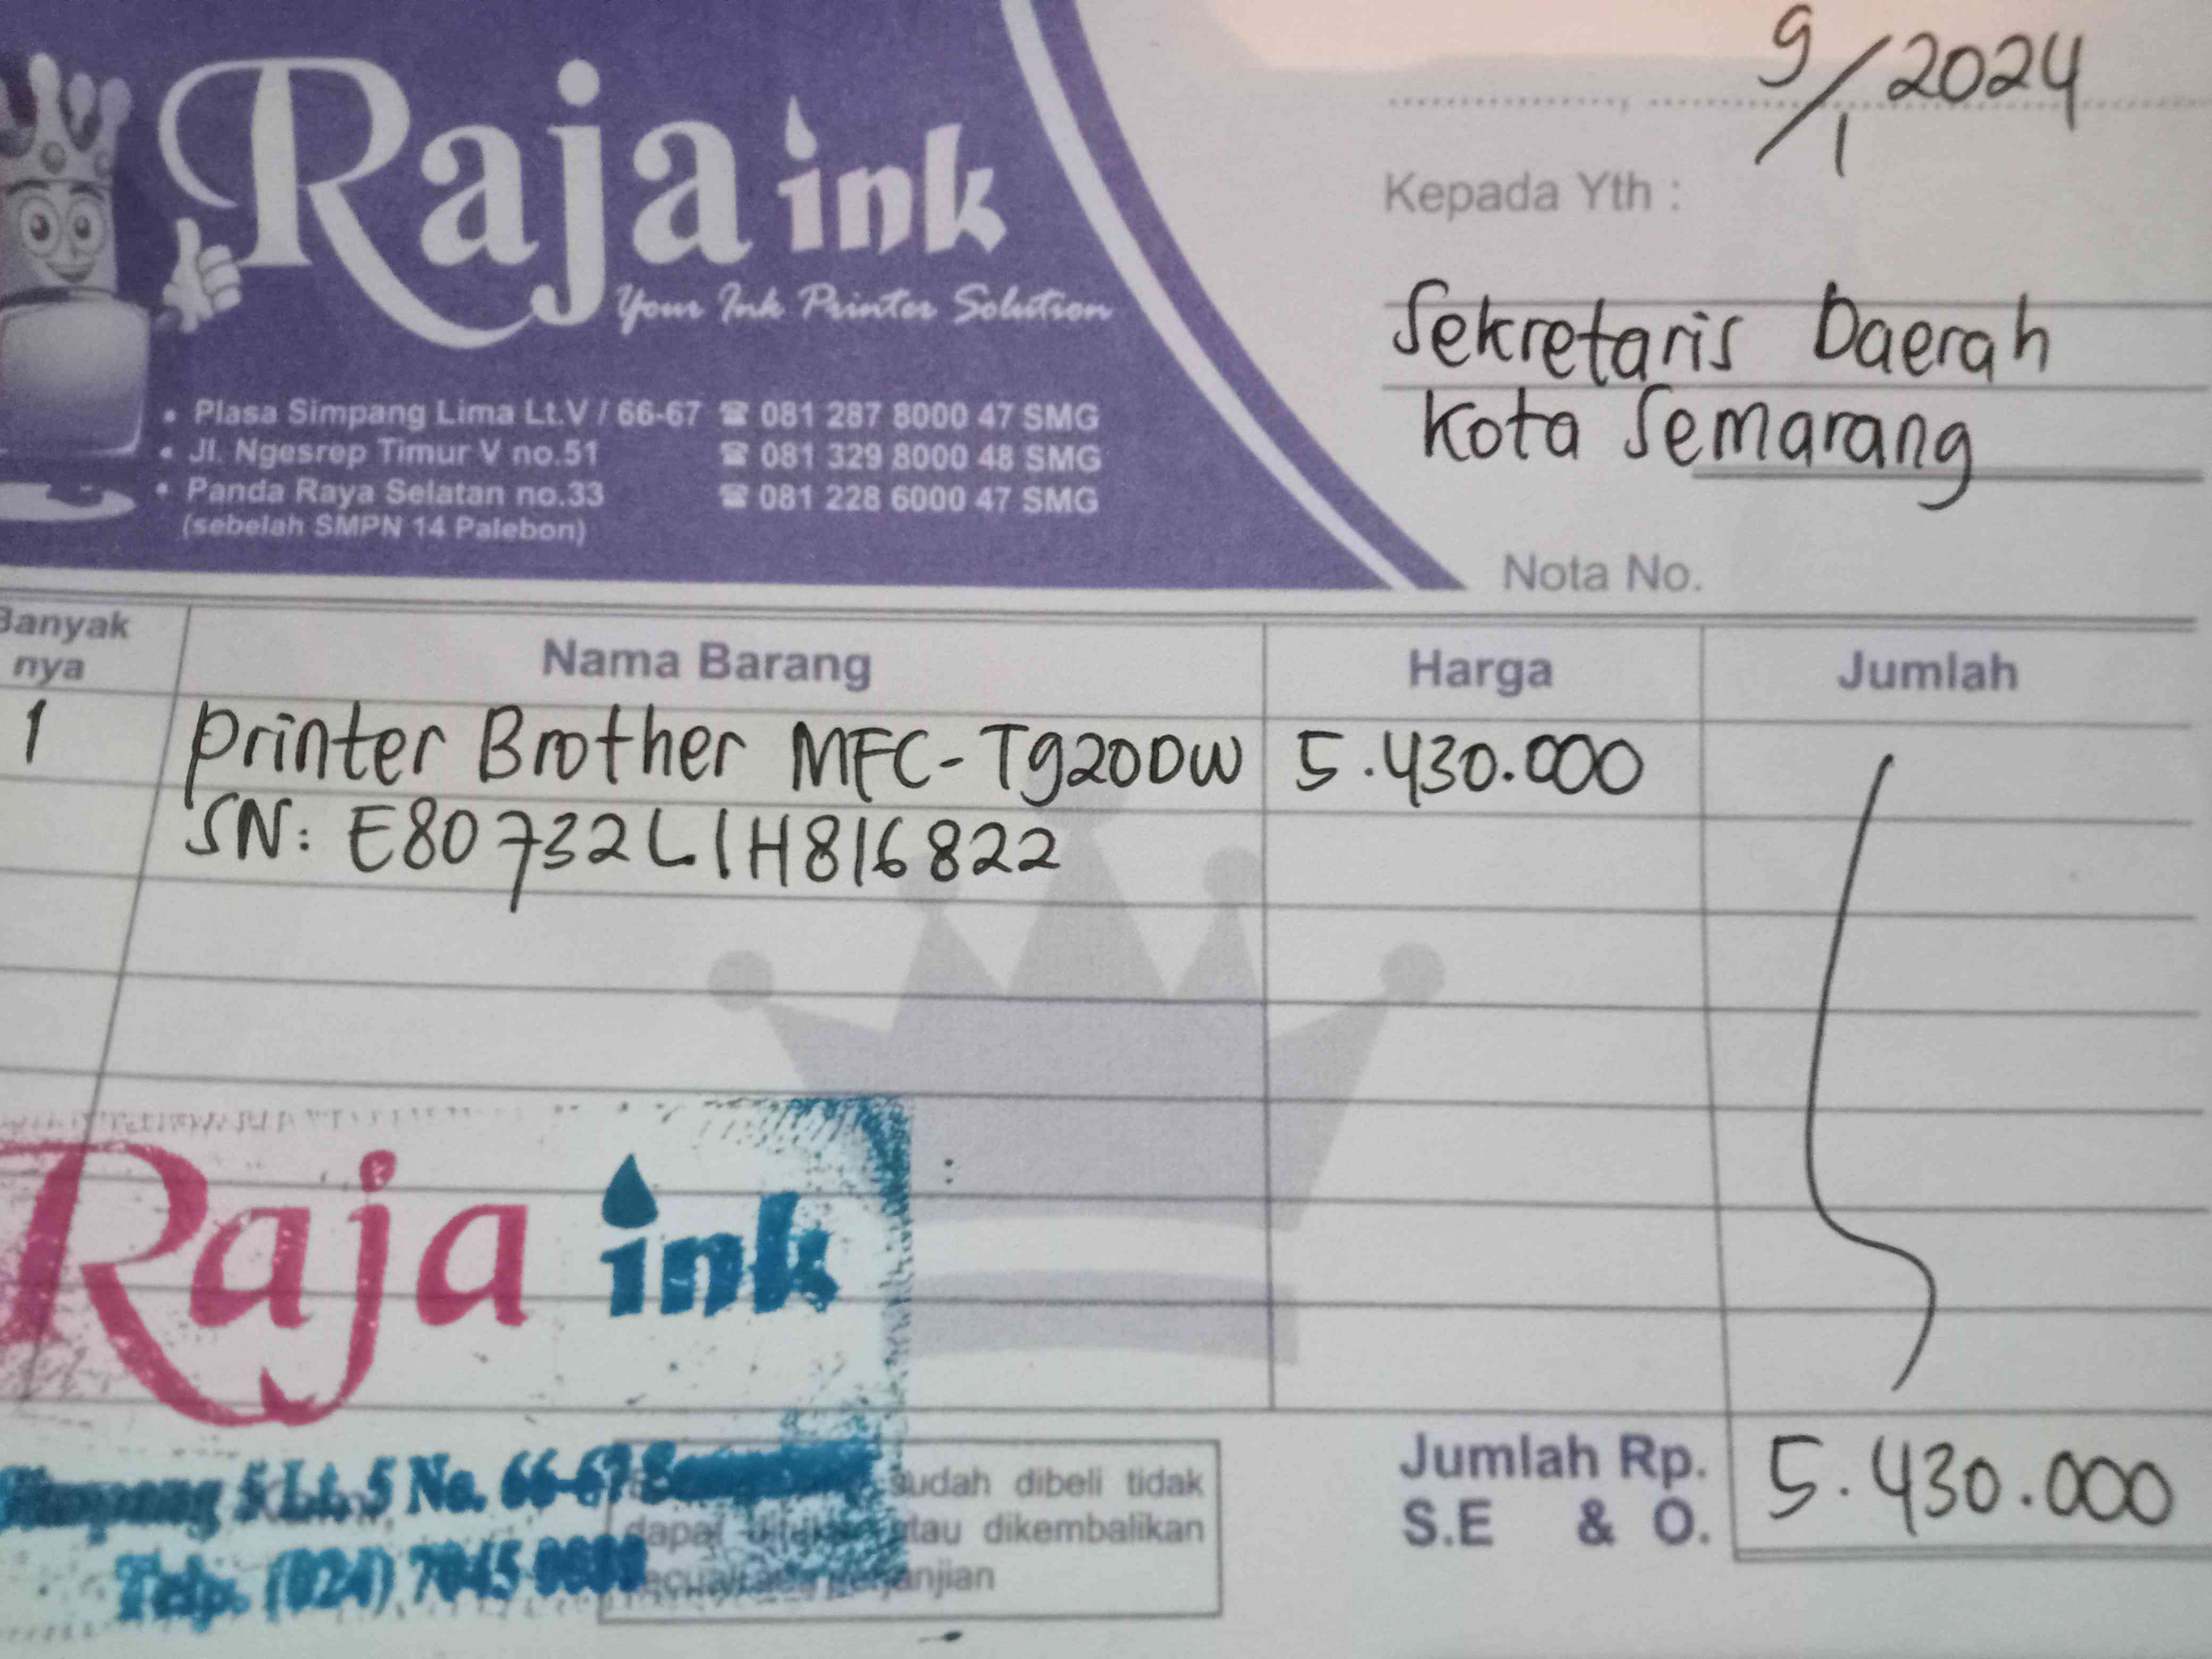 Raja ink
Your Ink Printer Solution
• Plasa Simpang Lima Lt.V / 66-67 ☎ 081 287 8000 47 SMG
• Jl. Ngesrep Timur V no.51 ☎ 081 329 8000 48 SMG
• Panda Raya Selatan no.33 ☎ 081 228 6000 47 SMG
(sebelah SMPN 14 Palebon)
9/1 2024
Kepada Yth :
Sekretaris Daerah
Kota Semarang
Nota No.
Banyak nya Nama Barang Harga Jumlah
1 Printer Brother MFC-T920DW 5.430.000
SN: E80732L1H816822
Raja ink
Simpang 5 Lt. 5 No. 66-67
Telp. (024) 7045
sudah dibeli tidak
atau dikembalikan
Jumlah Rp. 5.430.000
S.E & O.